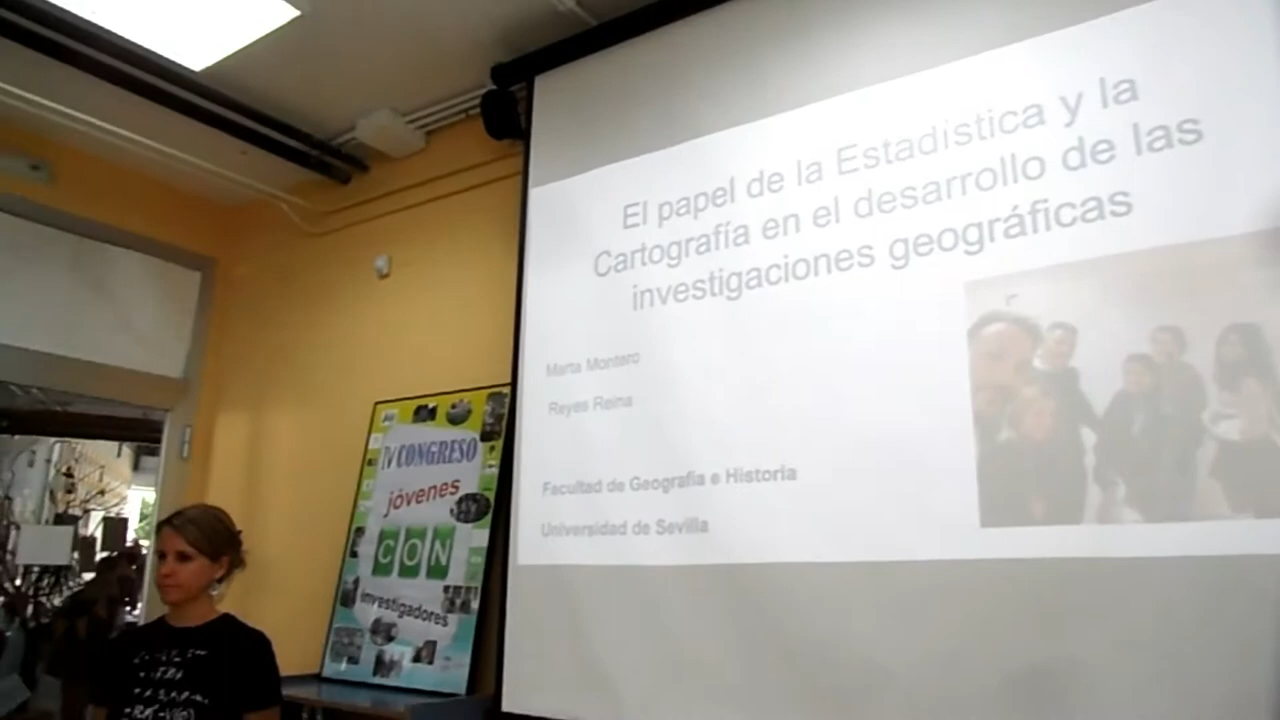 El papel de la Estadística y la
Cartografía en el desarrollo de las
investigaciones geográficas
Marta Montero
Reyes Reina
Facultad de Geografía e Historia
Universidad de Sevilla
IV CONGRESO
jóvenes
CON
investigadores